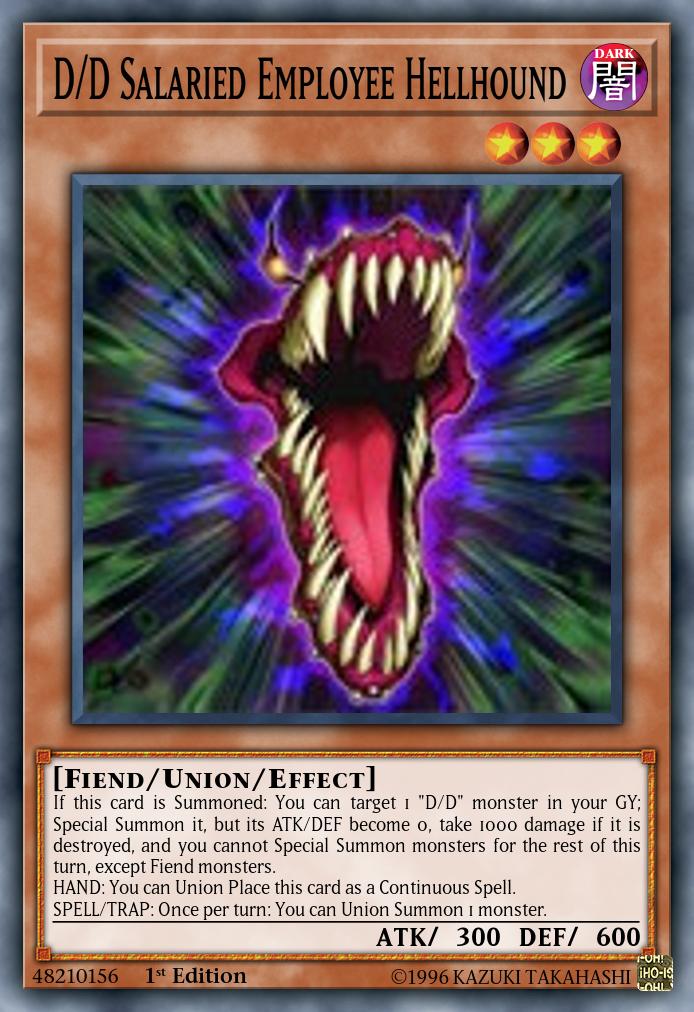 D/D Salaried Employee Hellhound
DARK
闇
[Fiend/Union/Effect]
If this card is Summoned: You can target 1 "D/D" monster in your GY;
Special Summon it, but its ATK/DEF become 0, take 1000 damage if it is
destroyed, and you cannot Special Summon monsters for the rest of this
turn, except Fiend monsters.
HAND: You can Union Place this card as a Continuous Spell.
SPELL/TRAP: Once per turn: You can Union Summon 1 monster.
ATK/ 300 DEF/ 600
48210156 1st Edition ©1996 KAZUKI TAKAHASHI